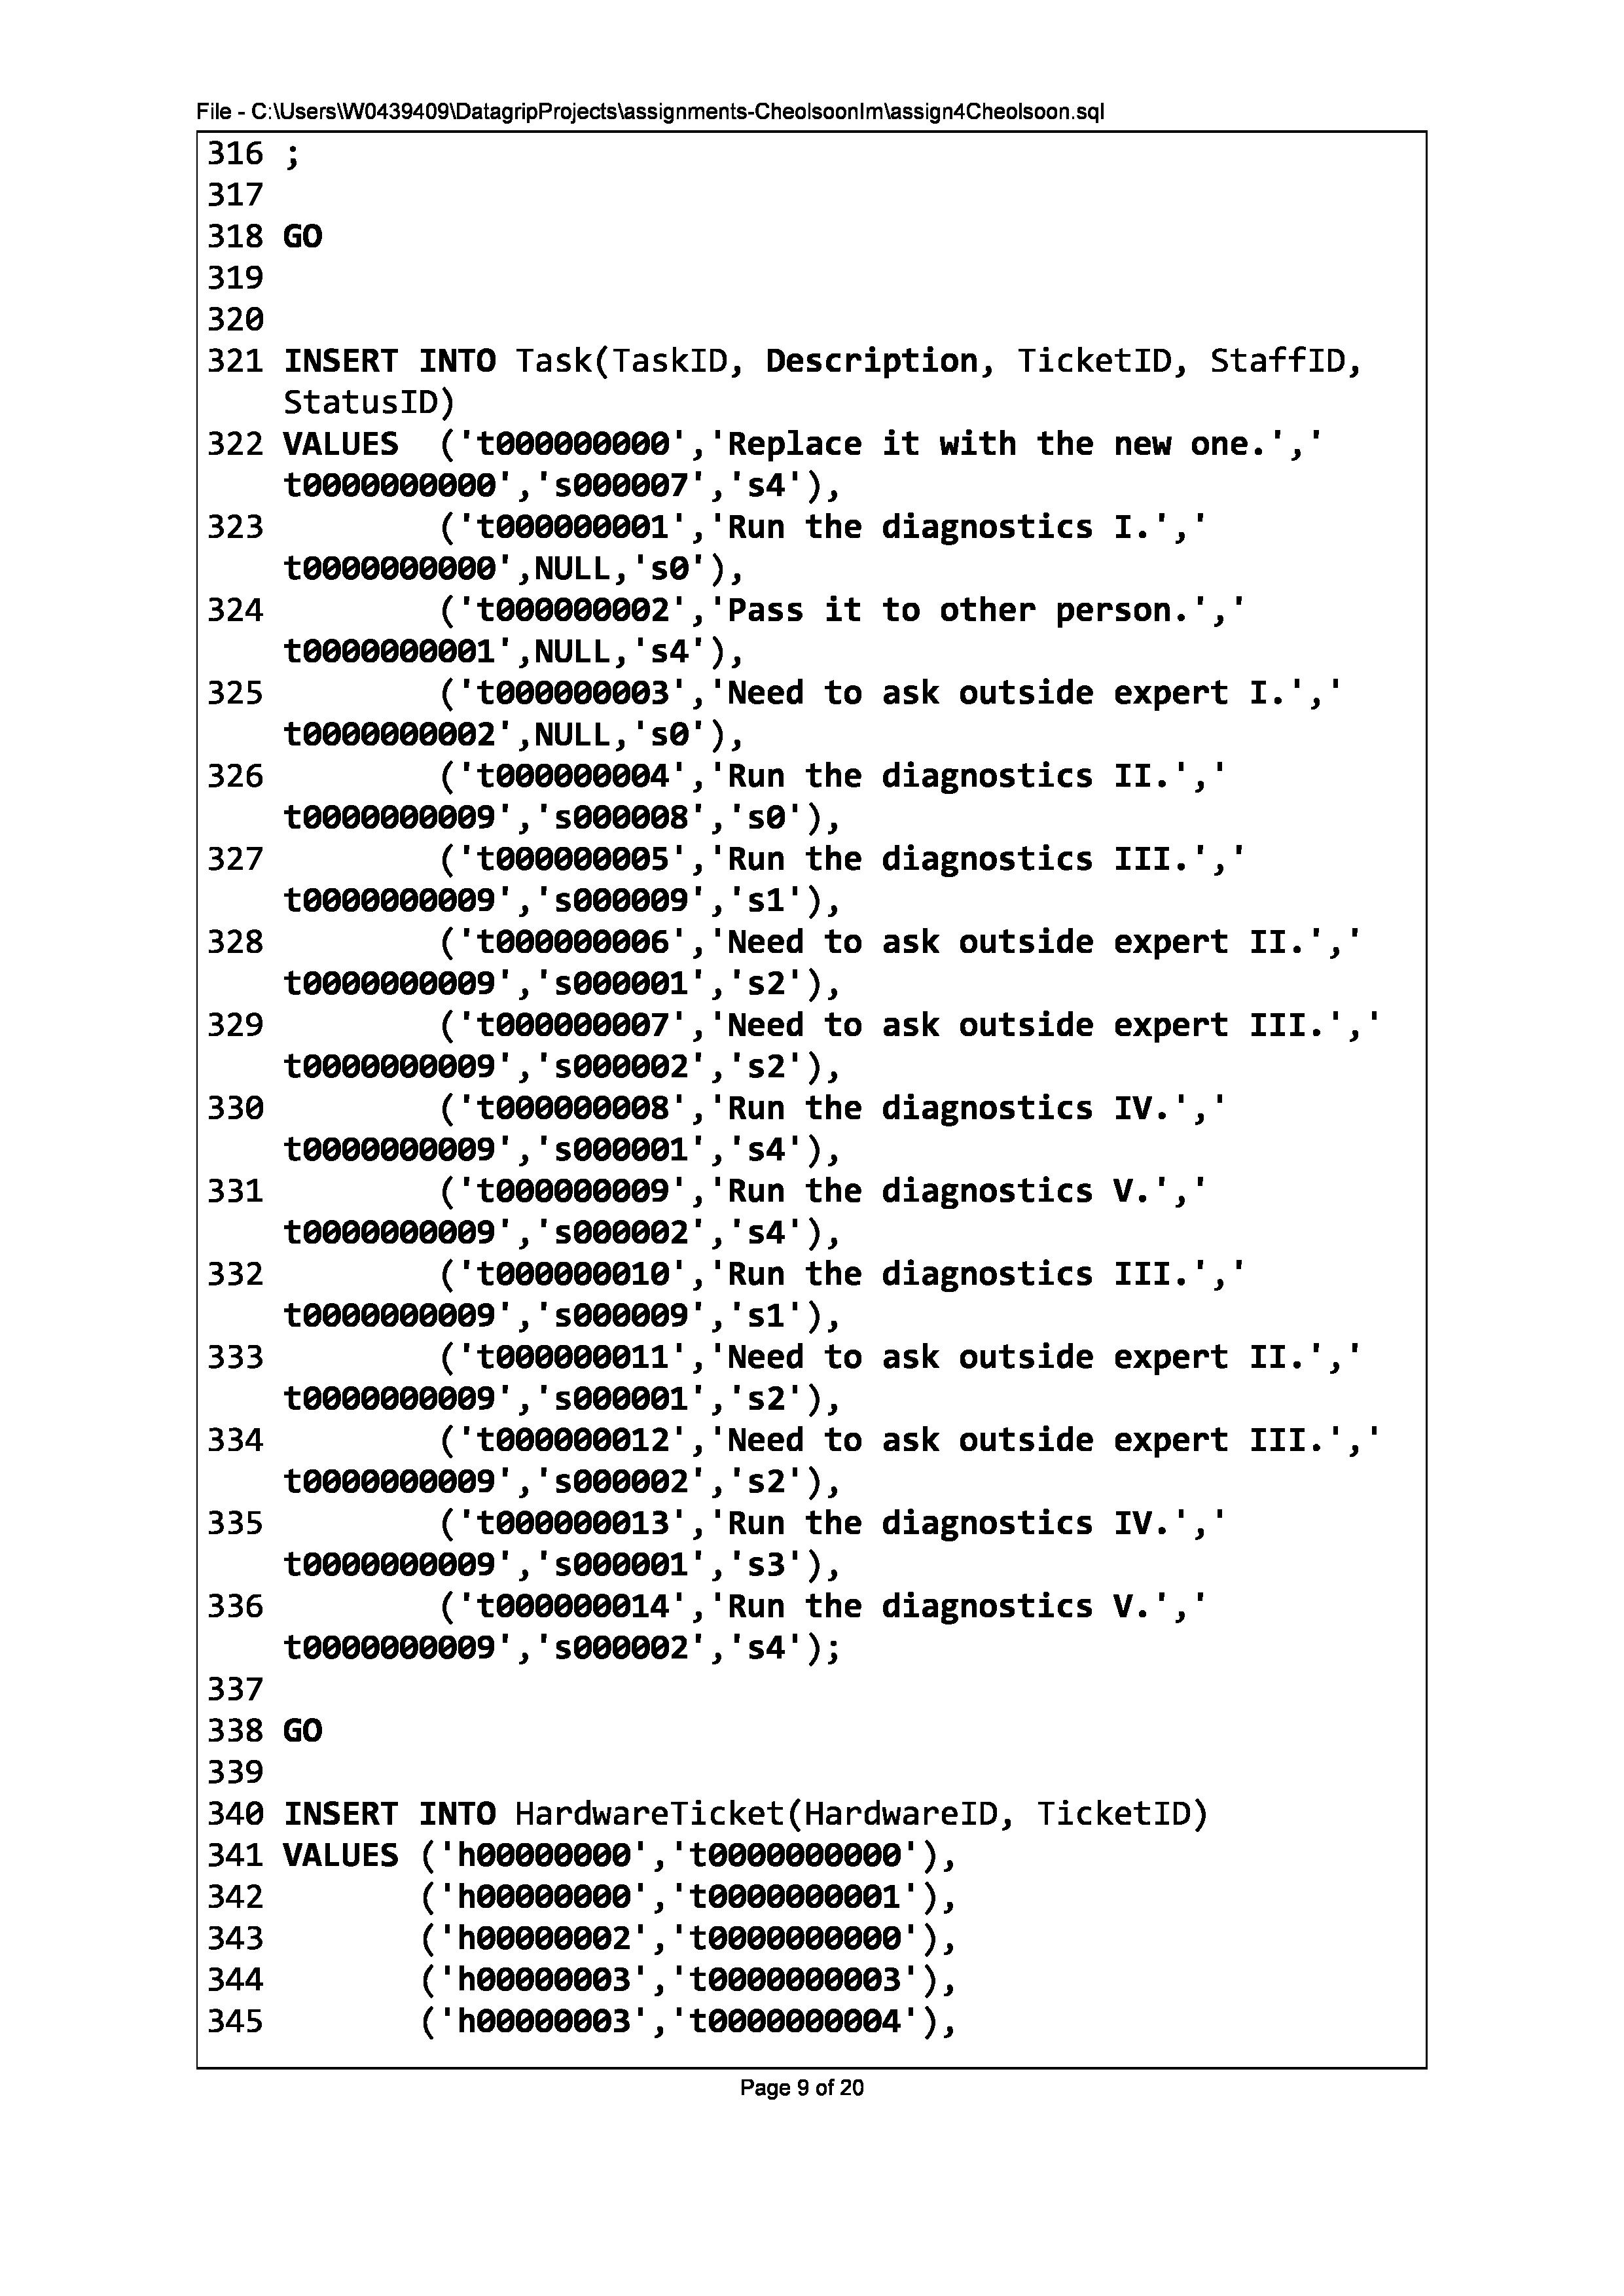 File - C:\Users\W0439409\DatagripProjects\assignments-CheolsoonIm\assign4Cheolsoon.sql
316 ;
317
318 GO
319
320
321 INSERT INTO Task(TaskID, Description, TicketID, StaffID,
StatusID)
322 VALUES  ('t000000000','Replace it with the new one.','
t0000000000','s000007','s4'),
323         ('t000000001','Run the diagnostics I.','
t0000000000',NULL,'s0'),
324         ('t000000002','Pass it to other person.','
t0000000001',NULL,'s4'),
325         ('t000000003','Need to ask outside expert I.','
t0000000002',NULL,'s0'),
326         ('t000000004','Run the diagnostics II.','
t0000000009','s000008','s0'),
327         ('t000000005','Run the diagnostics III.','
t0000000009','s000009','s1'),
328         ('t000000006','Need to ask outside expert II.','
t0000000009','s000001','s2'),
329         ('t000000007','Need to ask outside expert III.','
t0000000009','s000002','s2'),
330         ('t000000008','Run the diagnostics IV.','
t0000000009','s000001','s4'),
331         ('t000000009','Run the diagnostics V.','
t0000000009','s000002','s4'),
332         ('t000000010','Run the diagnostics III.','
t0000000009','s000009','s1'),
333         ('t000000011','Need to ask outside expert II.','
t0000000009','s000001','s2'),
334         ('t000000012','Need to ask outside expert III.','
t0000000009','s000002','s2'),
335         ('t000000013','Run the diagnostics IV.','
t0000000009','s000001','s3'),
336         ('t000000014','Run the diagnostics V.','
t0000000009','s000002','s4');
337
338 GO
339
340 INSERT INTO HardwareTicket(HardwareID, TicketID)
341 VALUES ('h00000000','t0000000000'),
342        ('h00000000','t0000000001'),
343        ('h00000002','t0000000000'),
344        ('h00000003','t0000000003'),
345        ('h00000003','t0000000004'),
Page 9 of 20